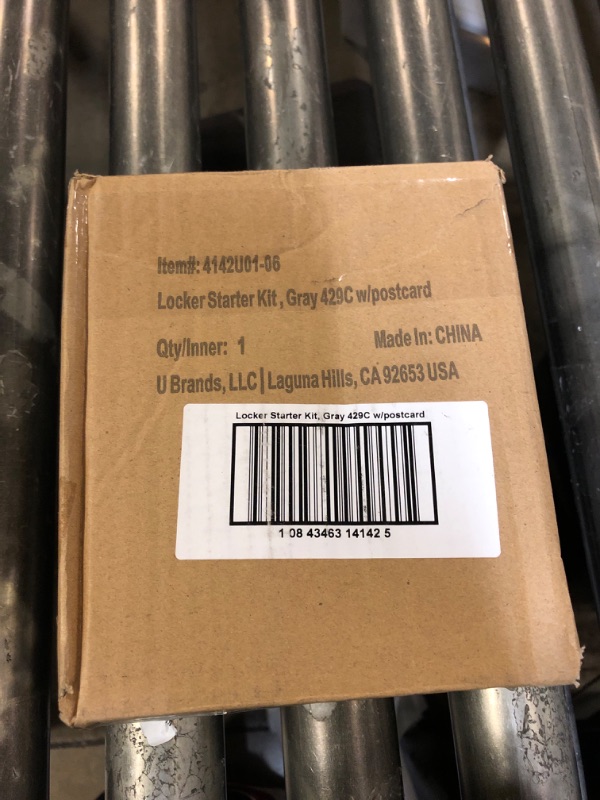 Item#: 4142U01-06
Locker Starter Kit , Gray 429C w/postcard
Qty/Inner: 1 Made In: CHINA
U Brands, LLC | Laguna Hills, CA 92653 USA
Locker Starter Kit, Gray 429C w/postcard
1 08 43463 14142 5